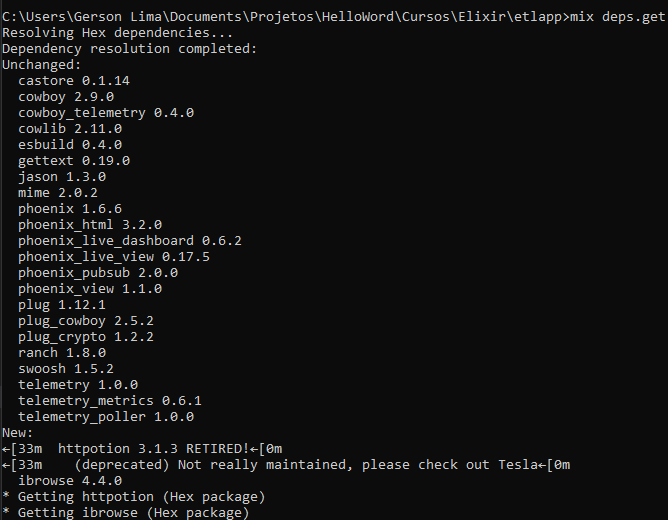 C:\Users\Gerson Lima\Documents\Projetos\HelloWord\Cursos\Elixir\etlapp>mix deps.get
Resolving Hex dependencies...
Dependency resolution completed:
Unchanged:
  castore 0.1.14
  cowboy 2.9.0
  cowboy_telemetry 0.4.0
  cowlib 2.11.0
  esbuild 0.4.0
  gettext 0.19.0
  jason 1.3.0
  mime 2.0.2
  phoenix 1.6.6
  phoenix_html 3.2.0
  phoenix_live_dashboard 0.6.2
  phoenix_live_view 0.17.5
  phoenix_pubsub 2.0.0
  phoenix_view 1.1.0
  plug 1.12.1
  plug_cowboy 2.5.2
  plug_crypto 1.2.2
  ranch 1.8.0
  swoosh 1.5.2
  telemetry 1.0.0
  telemetry_metrics 0.6.1
  telemetry_poller 1.0.0
New:
←[33m  httpotion 3.1.3 RETIRED!←[0m
←[33m    (deprecated) Not really maintained, please check out Tesla←[0m
  ibrowse 4.4.0
* Getting httpotion (Hex package)
* Getting ibrowse (Hex package)